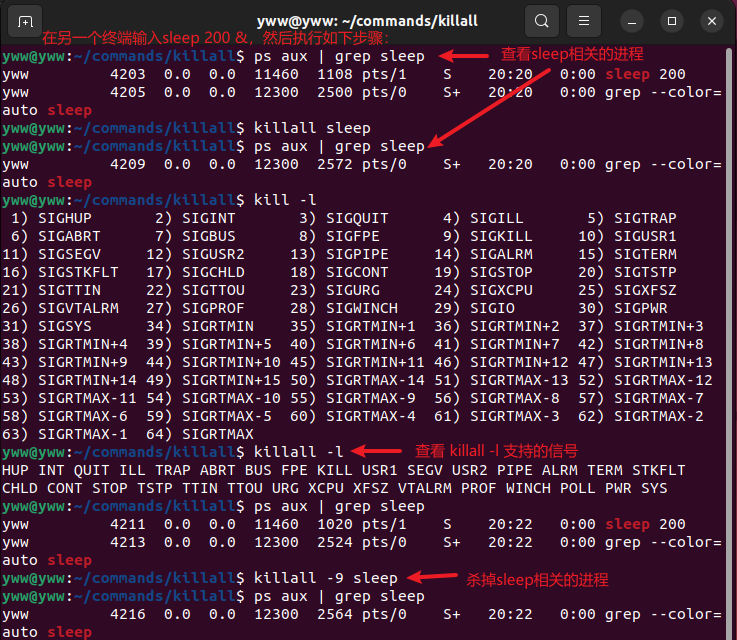 yww@yww: ~/commands/killall
在另一个终端输入sleep 200 &，然后执行如下步骤：
yww@yww:~/commands/killall$ ps aux | grep sleep 查看sleep相关的进程
yww 4203 0.0 0.0 11460 1108 pts/1 S 20:20 0:00 sleep 200
yww 4205 0.0 0.0 12300 2500 pts/0 S+ 20:20 0:00 grep --color=
auto sleep
yww@yww:~/commands/killall$ killall sleep
yww@yww:~/commands/killall$ ps aux | grep sleep
yww 4209 0.0 0.0 12300 2572 pts/0 S+ 20:20 0:00 grep --color=
auto sleep
yww@yww:~/commands/killall$ kill -l
1) SIGHUP 2) SIGINT 3) SIGQUIT 4) SIGILL 5) SIGTRAP
6) SIGABRT 7) SIGBUS 8) SIGFPE 9) SIGKILL 10) SIGUSR1
11) SIGSEGV 12) SIGUSR2 13) SIGPIPE 14) SIGALRM 15) SIGTERM
16) SIGSTKFLT 17) SIGCHLD 18) SIGCONT 19) SIGSTOP 20) SIGTSTP
21) SIGTTIN 22) SIGTTOU 23) SIGURG 24) SIGXCPU 25) SIGXFSZ
26) SIGVTALRM 27) SIGPROF 28) SIGWINCH 29) SIGIO 30) SIGPWR
31) SIGSYS 34) SIGRTMIN 35) SIGRTMIN+1 36) SIGRTMIN+2 37) SIGRTMIN+3
38) SIGRTMIN+4 39) SIGRTMIN+5 40) SIGRTMIN+6 41) SIGRTMIN+7 42) SIGRTMIN+8
43) SIGRTMIN+9 44) SIGRTMIN+10 45) SIGRTMIN+11 46) SIGRTMIN+12 47) SIGRTMIN+13
48) SIGRTMIN+14 49) SIGRTMIN+15 50) SIGRTMAX-14 51) SIGRTMAX-13 52) SIGRTMAX-12
53) SIGRTMAX-11 54) SIGRTMAX-10 55) SIGRTMAX-9 56) SIGRTMAX-8 57) SIGRTMAX-7
58) SIGRTMAX-6 59) SIGRTMAX-5 60) SIGRTMAX-4 61) SIGRTMAX-3 62) SIGRTMAX-2
63) SIGRTMAX-1 64) SIGRTMAX
yww@yww:~/commands/killall$ killall -l 查看 killall -l 支持的信号
HUP INT QUIT ILL TRAP ABRT BUS FPE KILL USR1 SEGV USR2 PIPE ALRM TERM STKFLT
CHLD CONT STOP TSTP TTIN TTOU URG XCPU XFSZ VTALRM PROF WINCH POLL PWR SYS
yww@yww:~/commands/killall$ ps aux | grep sleep
yww 4211 0.0 0.0 11460 1020 pts/1 S 20:22 0:00 sleep 200
yww 4213 0.0 0.0 12300 2524 pts/0 S+ 20:22 0:00 grep --color=
auto sleep
yww@yww:~/commands/killall$ killall -9 sleep 杀掉sleep相关的进程
yww@yww:~/commands/killall$ ps aux | grep sleep
yww 4216 0.0 0.0 12300 2564 pts/0 S+ 20:22 0:00 grep --color=
auto sleep